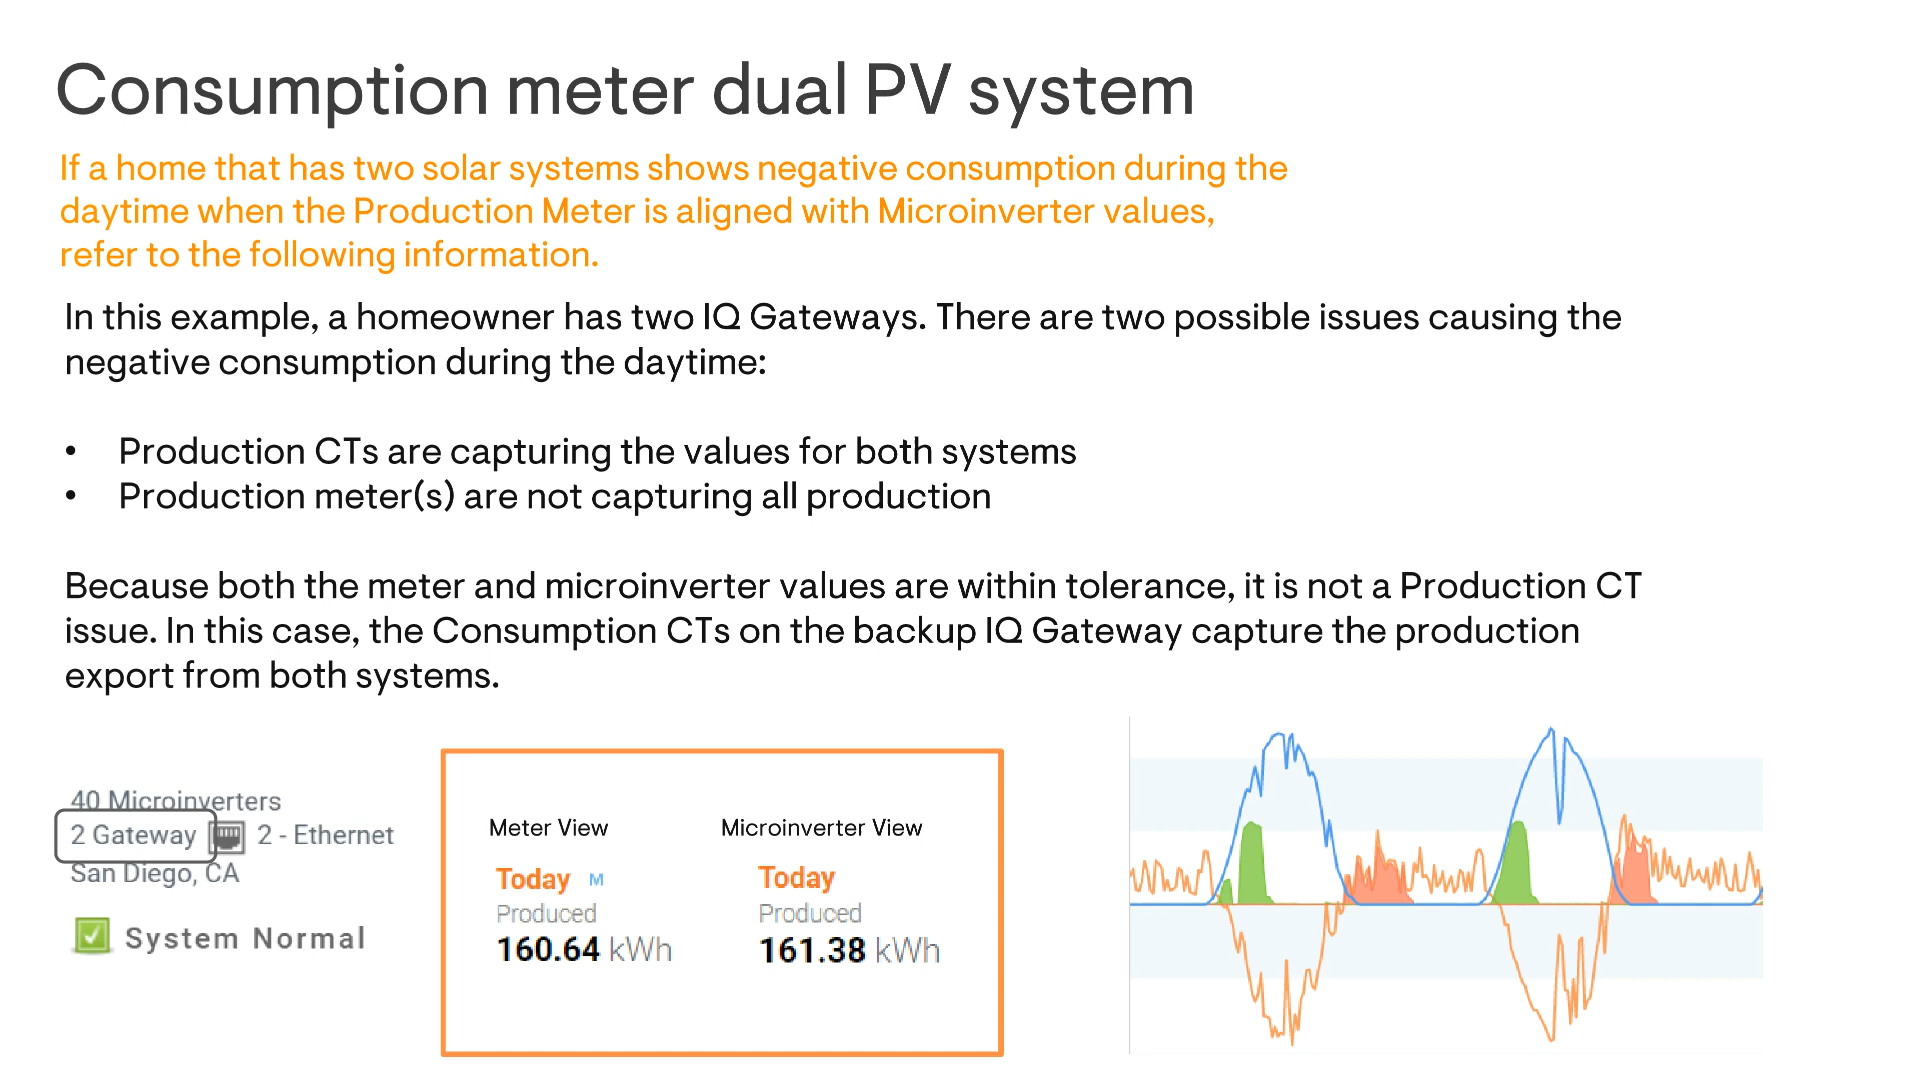 Consumption meter dual PV system
If a home that has two solar systems shows negative consumption during the
daytime when the Production Meter is aligned with Microinverter values,
refer to the following information.
In this example, a homeowner has two IQ Gateways. There are two possible issues causing the
negative consumption during the daytime:
• Production CTs are capturing the values for both systems
• Production meter(s) are not capturing all production
Because both the meter and microinverter values are within tolerance, it is not a Production CT
issue. In this case, the Consumption CTs on the backup IQ Gateway capture the production
export from both systems.
40 Microinverters
2 Gateway 2 - Ethernet
San Diego, CA
System Normal
Meter View
Today M
Produced
160.64 kWh
Microinverter View
Today
Produced
161.38 kWh